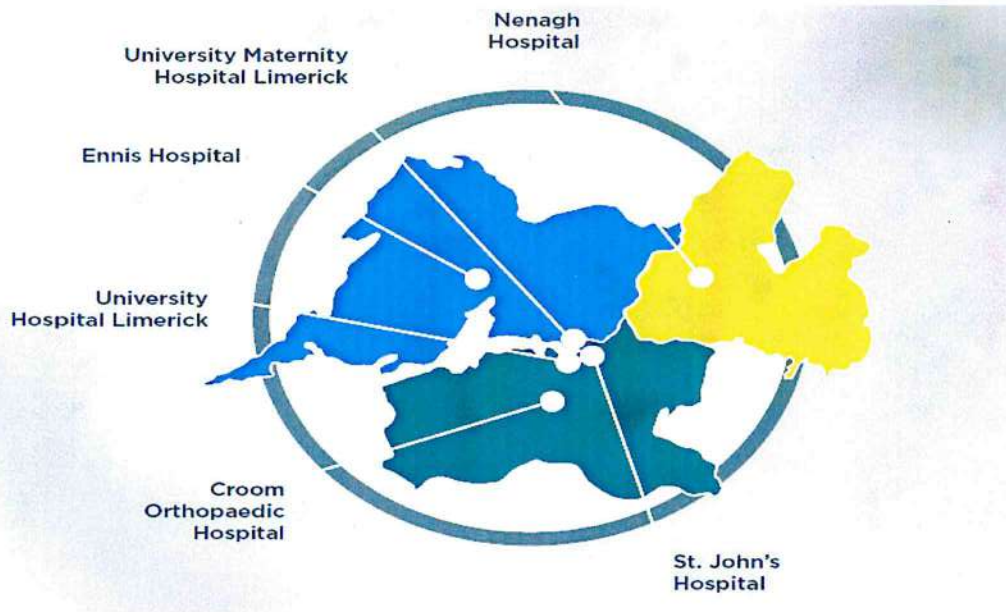 Nenagh
Hospital
University Maternity
Hospital Limerick
Ennis Hospital
University
Hospital Limerick
Croom
Orthopaedic
Hospital
St. John's
Hospital